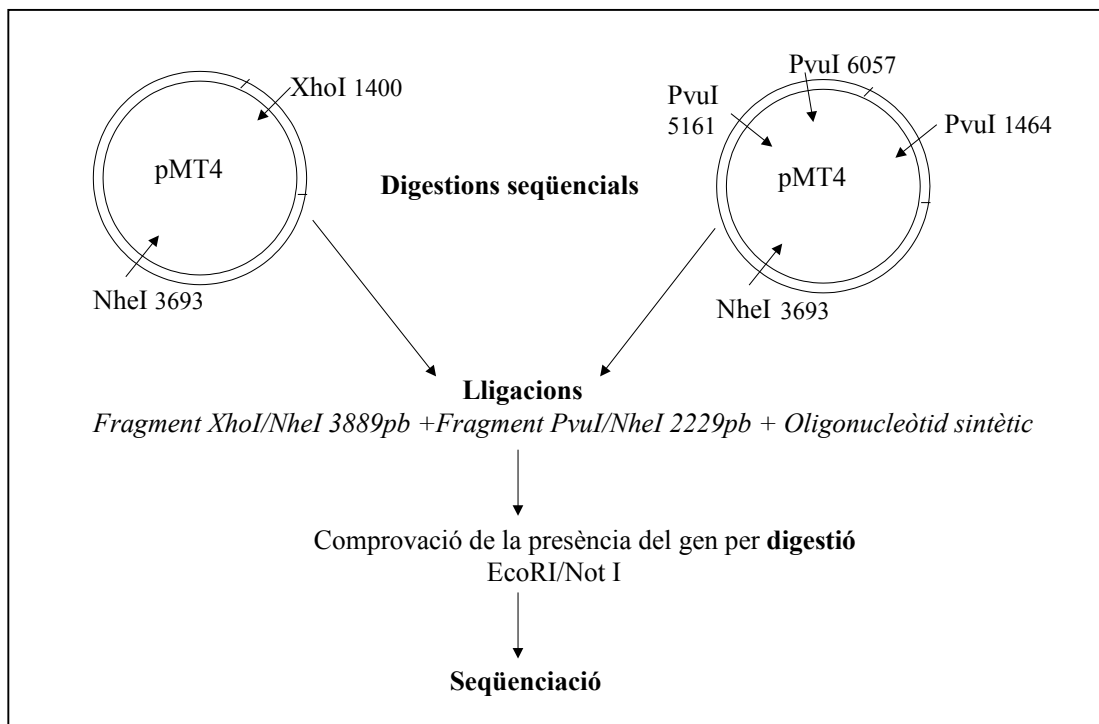 XhoI 1400
pMT4
NheI 3693
PvuI 6057
PvuI
5161
PvuI 1464
pMT4
NheI 3693
Digestions seqüencials
Lligacions
Fragment XhoI/NheI 3889pb +Fragment PvuI/NheI 2229pb + Oligonucleòtid sintètic
Comprovació de la presència del gen per digestió
EcoRI/Not I
Seqüenciació